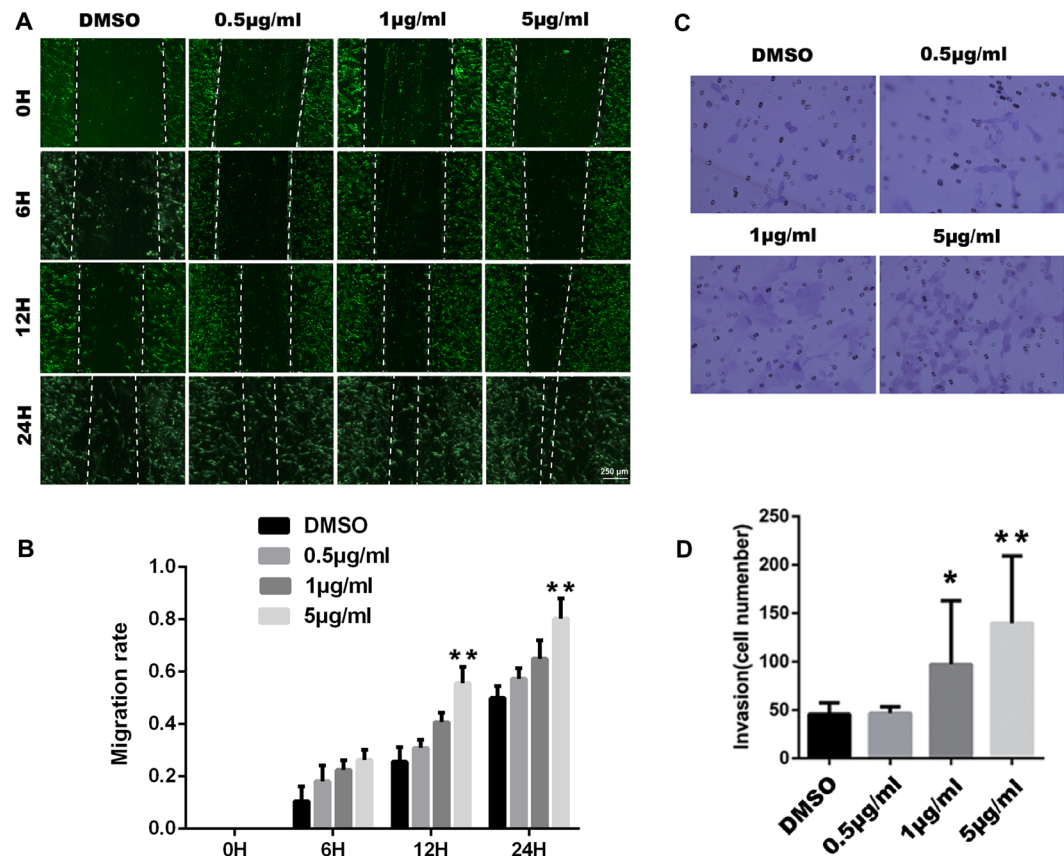 A
DMSO 0.5µg/ml 1µg/ml 5µg/ml
0H
6H
12H
24H
250 µm
B
DMSO
0.5µg/ml
1µg/ml
5µg/ml
Migration rate
1.0
0.8
0.6
0.4
0.2
0.0
** **
0H 6H 12H 24H
C
DMSO 0.5µg/ml
1µg/ml 5µg/ml
D
Invasion(cell numenber)
250
200
150
100
50
0
* **
DMSO 0.5µg/ml 1µg/ml 5µg/ml